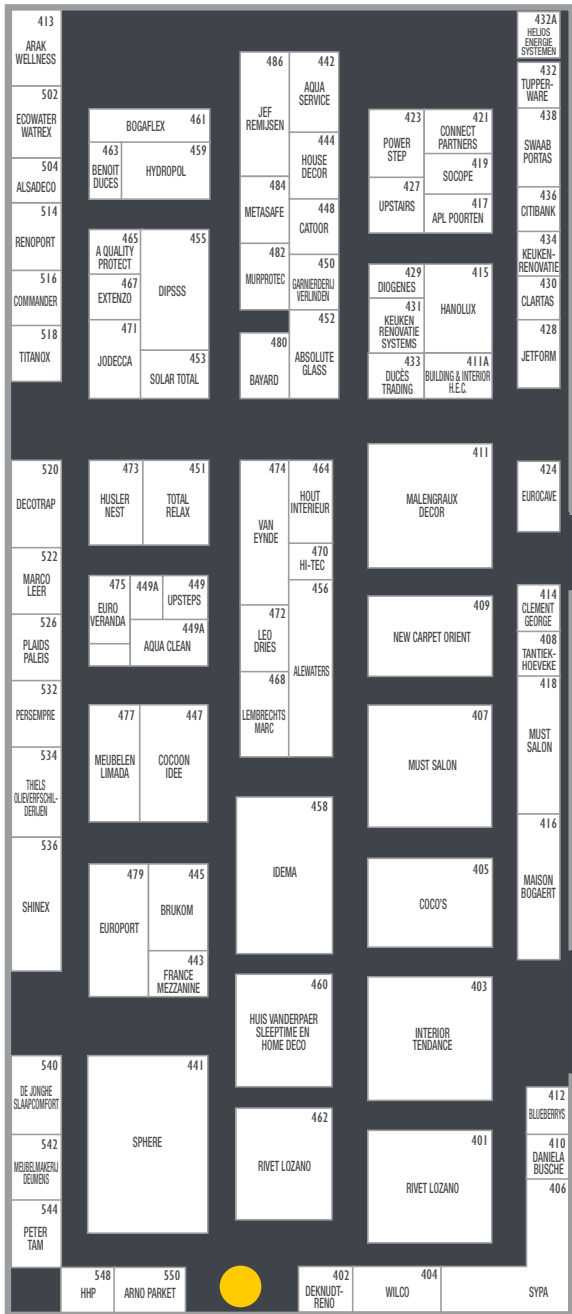 413
ARAK
WELLNESS
502
ECOWATER
WATREX
504
ALSADECO
514
RENOPORT
516
COMMANDER
518
TITANOX
461
BOGAFLEX
463
BENOIT
DUCES
459
HYDROPOL
465
A QUALITY
PROTECT
467
EXTENZO
471
JODECCA
455
DIPSSS
453
SOLAR TOTAL
486
JEF
REMIJSEN
484
METASAFE
482
MURPROTEC
480
BAYARD
442
AQUA
SERVICE
444
HOUSE
DECOR
448
CATOOR
450
GARNIERDERIJ
VERLINDEN
452
ABSOLUTE
GLASS
423
POWER
STEP
427
UPSTAIRS
421
CONNECT
PARTNERS
419
SOCOPE
417
APL POORTEN
429
DIOGENES
431
KEUKEN
RENOVATIE
SYSTEMS
433
DUCÈS
TRADING
415
HANOLUX
411A
BUILDING & INTERIOR
H.E.C.
432A
HELIOS
ENERGIE
SYSTEMEN
432
TUPPER-
WARE
438
SWAAB
PORTAS
436
CITIBANK
434
KEUKEN-
RENOVATIE
430
CLARTAS
428
JETFORM
520
DECOTRAP
522
MARCO
LEER
526
PLAIDS
PALEIS
532
PERSEMPRE
534
THIELS
OLIEVERFSCHIL-
DERIJEN
536
SHINEX
473
HUSLER
NEST
451
TOTAL
RELAX
475
EURO
VERANDA
449A
449
UPSTEPS
449A
AQUA CLEAN
477
MEUBELEN
LIMADA
447
COCOON
IDEE
479
EUROPORT
445
BRUKOM
443
FRANCE
MEZZANINE
474
VAN
EYNDE
472
LEO
DRIES
468
LEMBRECHTS
MARC
464
HOUT
INTERIEUR
470
HI-TEC
456
ALEWATERS
458
IDEMA
460
HUIS VANDERPAER
SLEEPTIME EN
HOME DECO
462
RIVET LOZANO
411
MALENGRAUX
DECOR
409
NEW CARPET ORIENT
407
MUST SALON
405
COCO'S
403
INTERIOR
TENDANCE
401
RIVET LOZANO
424
EUROCAVE
414
CLEMENT
GEORGE
408
TANTIEK-
HOEVEKE
418
MUST
SALON
416
MAISON
BOGAERT
412
BLUEBERRYS
410
DANIELA
BUSCHE
406
SYPA
540
DE JONGHE
SLAAPCOMFORT
542
MEUBELMAKERIJ
DEUMENS
544
PETER
TAM
441
SPHERE
548
HHP
550
ARNO PARKET
402
DEKNUDT-
RENO
404
WILCO